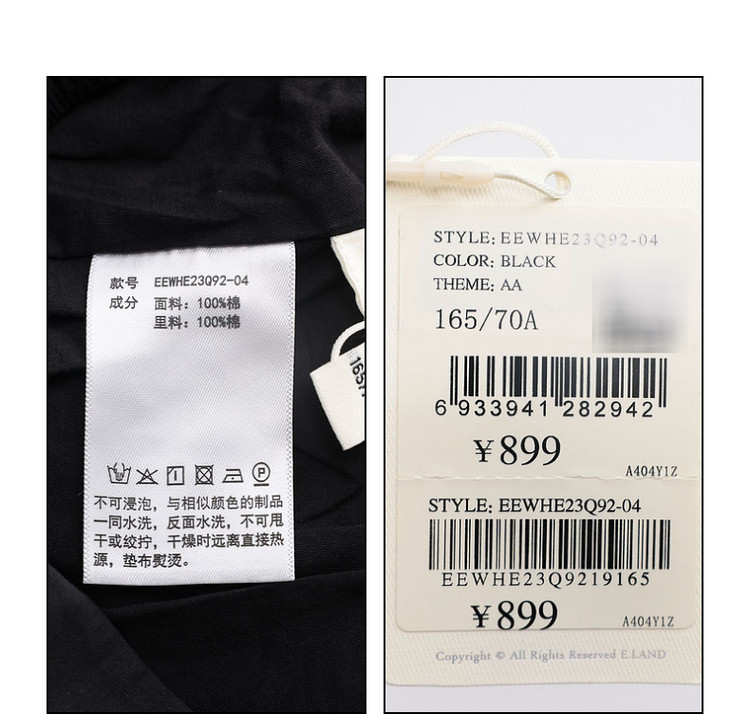 款号 EEWHE23Q92-04
成分 面料：100%棉
里料：100%棉
不可浸泡，与相似颜色的制品
一同水洗，反面水洗，不可甩
干或绞拧，干燥时远离直接热
源，垫布熨烫。
STYLE: EEWHE23Q92-04
COLOR: BLACK
THEME: AA
165/70A
6 933941 282942
¥899
A404Y1Z
STYLE: EEWHE23Q92-04
EEWHE23Q9219165
¥899
A404Y1Z
Copyright © All Rights Reserved E.LAND